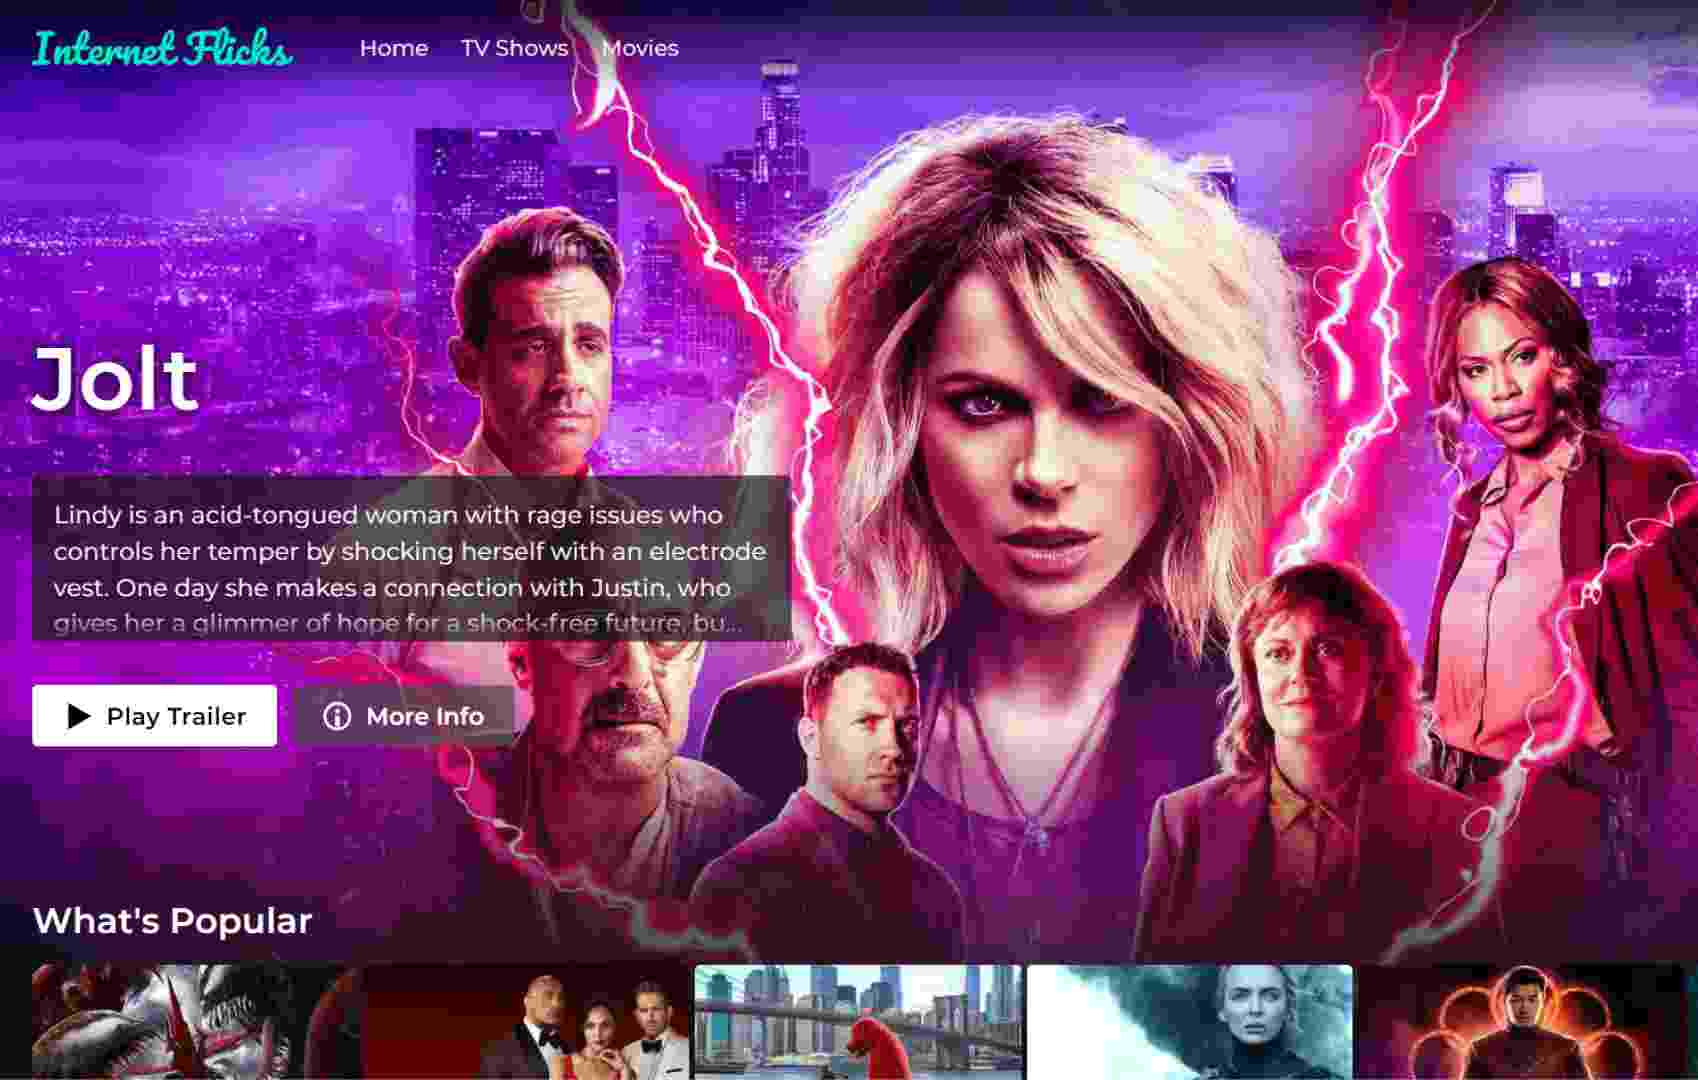 Internet Flicks
Home
TV Shows
Movies
Jolt
Lindy is an acid-tongued woman with rage issues who
controls her temper by shocking herself with an electrode
vest. One day she makes a connection with Justin, who
gives her a glimmer of hope for a shock-free future, bu...
Play Trailer
More Info
What's Popular